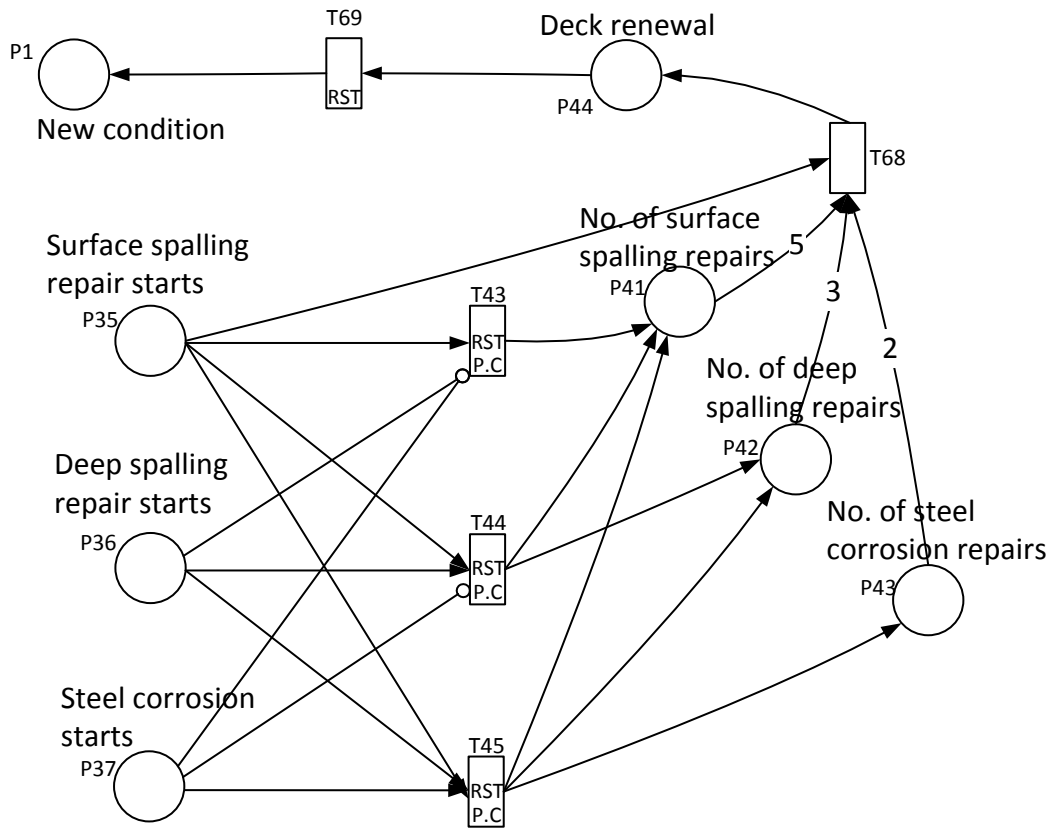 T69
Deck renewal
P1
RST
P44
New condition
T68
No. of surface
spalling repairs
5
Surface spalling
repair starts
P41
T43
P35
RST
P.C
3
2
No. of deep
spalling repairs
P42
Deep spalling
repair starts
P36
T44
RST
P.C
No. of steel
corrosion repairs
P43
Steel corrosion
starts
P37
T45
RST
P.C